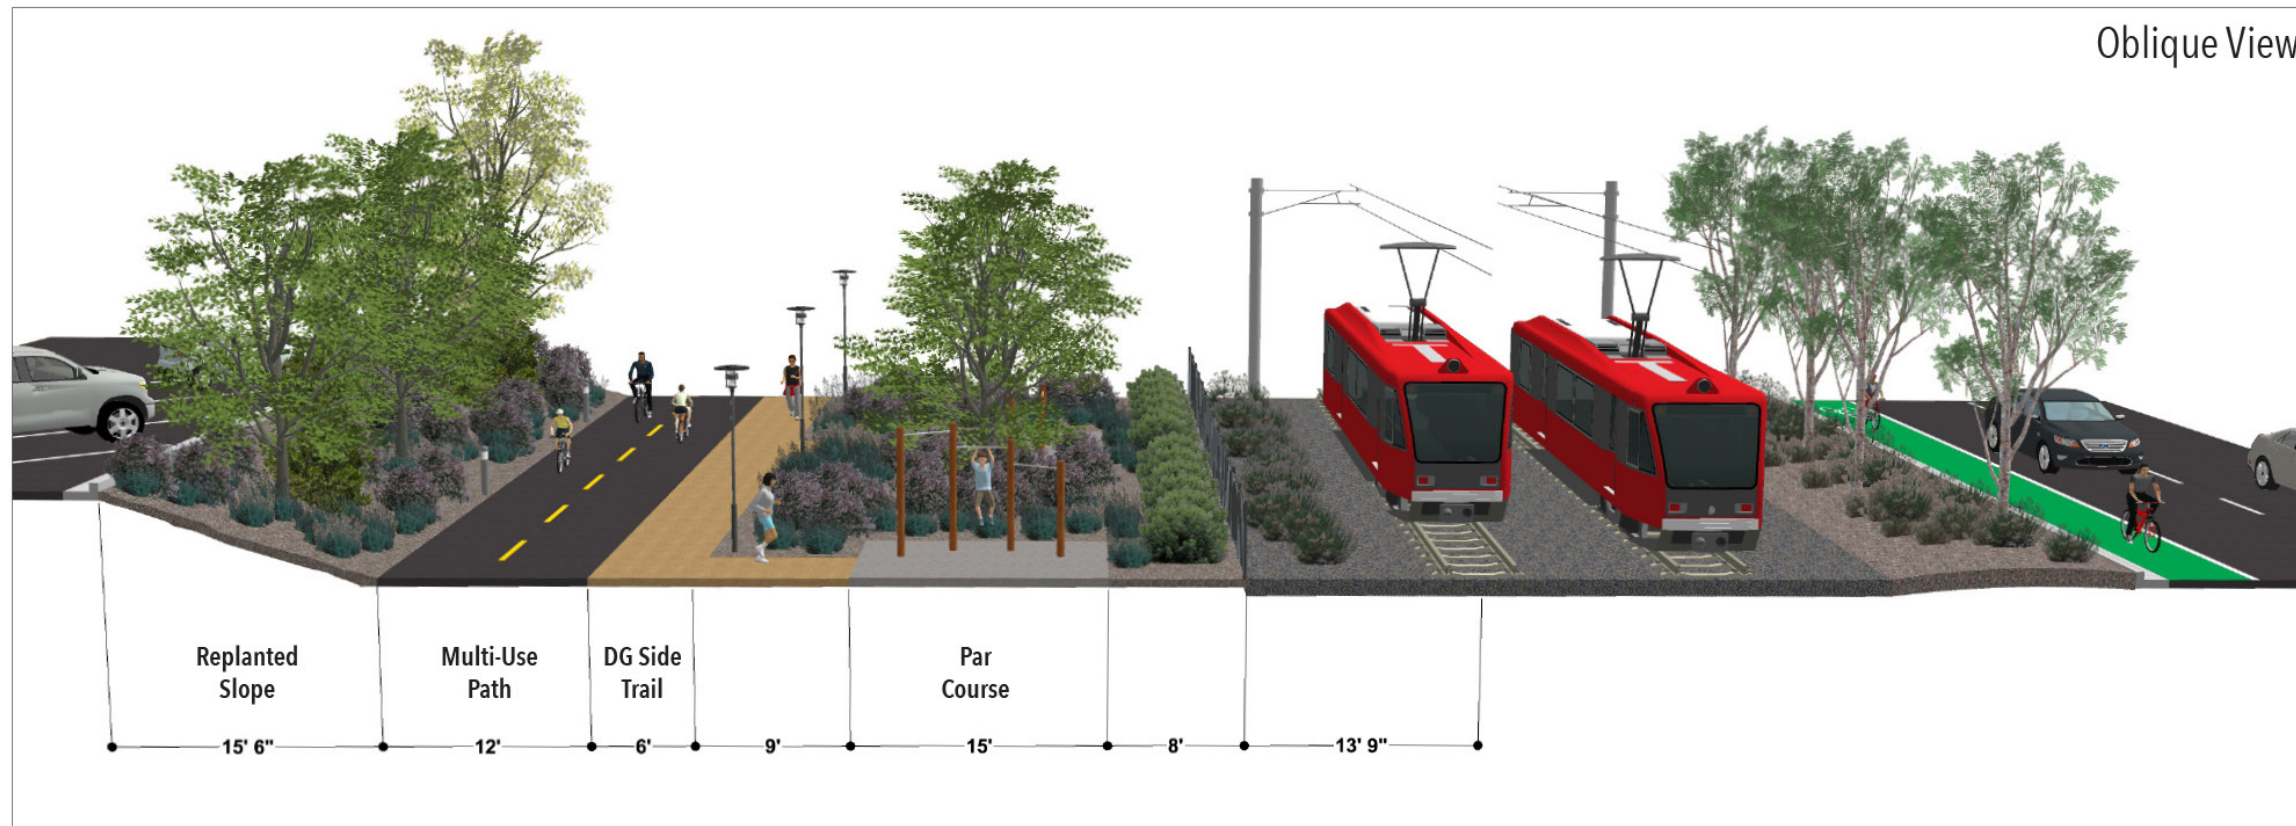 Oblique View
Replanted
Slope
Multi-Use
Path
DG Side
Trail
Par
Course
15' 6"
12'
6'
9'
15'
8'
13' 9"